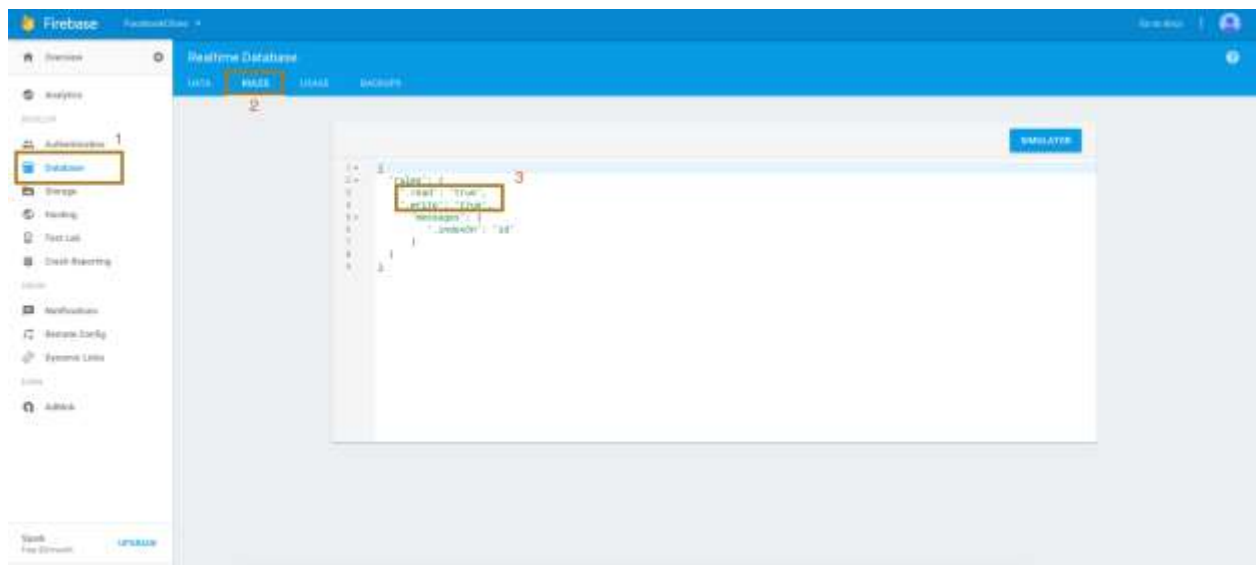 Firebase
Overview
Realtime Database
DATA RULES USAGE BACKUPS
Analytics
2
Authentication
1
Database
SIMULATOR
Storage
3
"rules": {
".read": "true",
".write": "true",
"messages": {
".indexOn": "id"
}
}
}
Hosting
Test Lab
Crash Reporting
Notifications
Remote Config
Dynamic Links
AdMob
Spark
UPGRADE